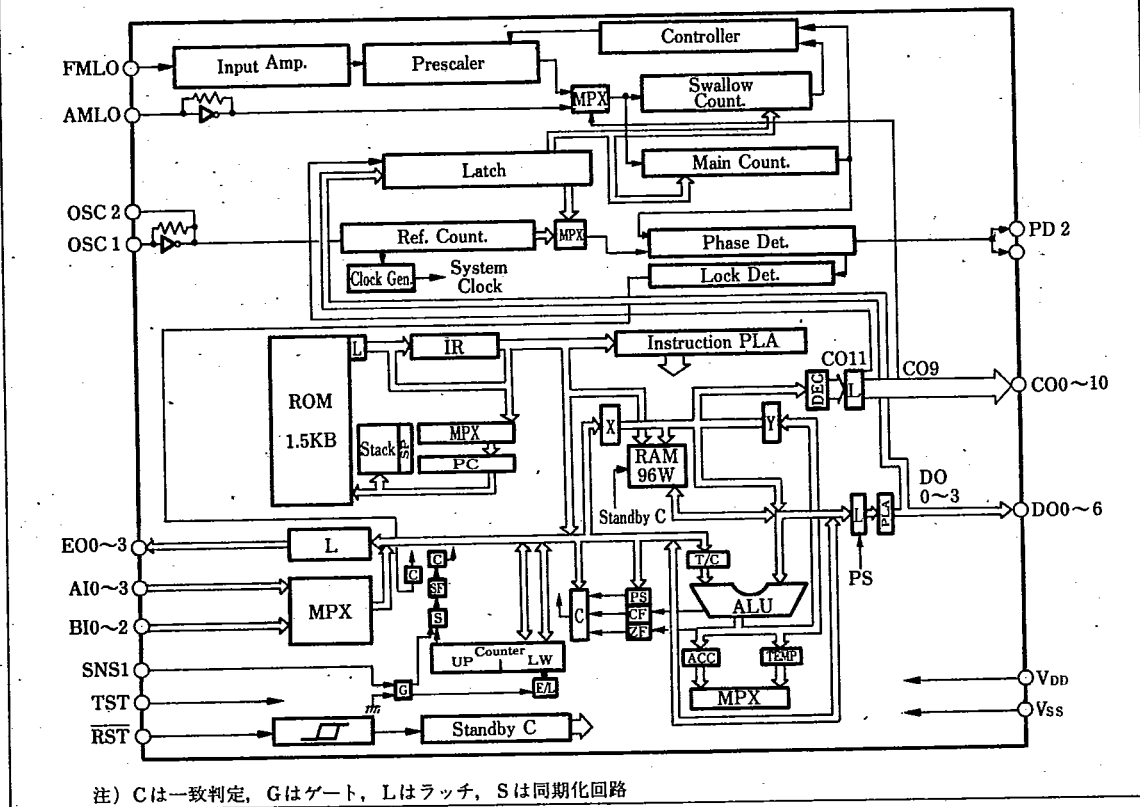 Controller
FMLO
Input Amp.
Prescaler
MPX
Swallow
Count.
AMLO
Latch
Main Count.
OSC 2
OSC 1
Ref. Count.
MPX
Phase Det.
PD 2
Clock Gen.
System
Clock
Lock Det.
ROM
1.5KB
L
IR
Instruction PLA
CO11
CO9
DEC
L
CO0～10
Stack
SP
MPX
PC
X
Y
RAM
96W
Standby C
DO
0～3
L
PLA
DO0～6
PS
EO0～3
L
C
C
SF
S
T/C
AI0～3
MPX
BI0～2
C
PS
CF
ZF
ALU
SNS1
UP
Counter
LW
ACC
TEMP
TST
G
E/L
MPX
VDD
VSS
RST
Standby C
注）Cは一致判定，Gはゲート，Lはラッチ，Sは同期化回路